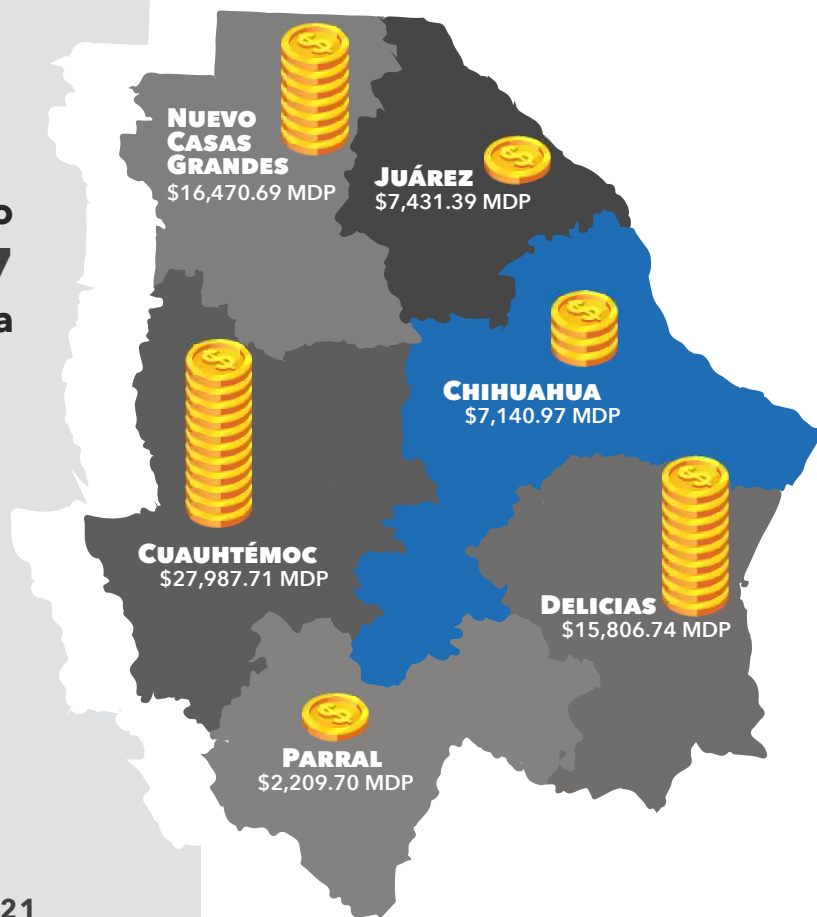 NUEVO
CASAS
GRANDES
$16,470.69 MDP
JUÁREZ
$7,431.39 MDP
o
7
a
CHIHUAHUA
$7,140.97 MDP
CUAUHTÉMOC
$27,987.71 MDP
DELICIAS
$15,806.74 MDP
PARRAL
$2,209.70 MDP
21